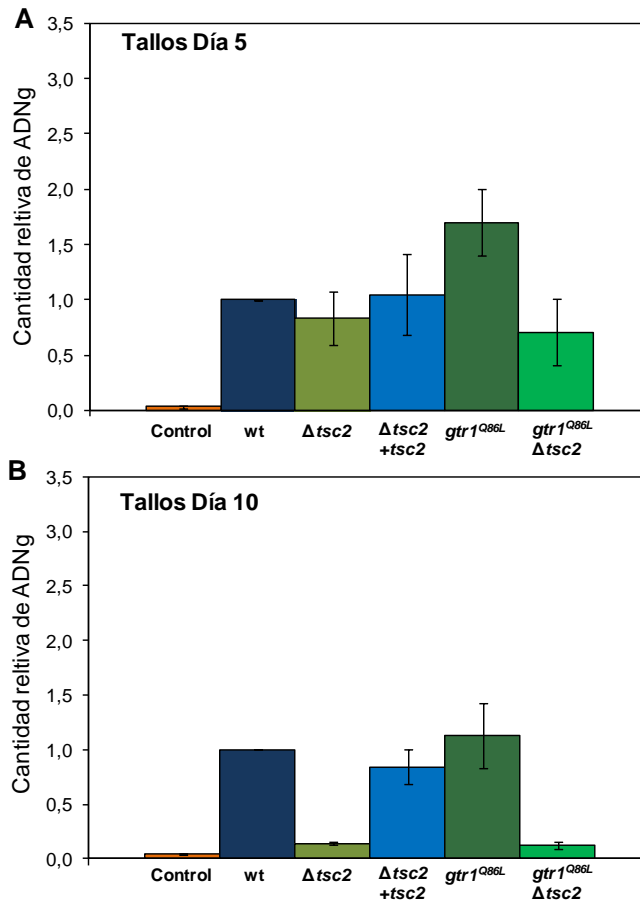 A
Tallos Día 5
Cantidad reltiva de ADNg
3,5
3,0
2,5
2,0
1,5
1,0
0,5
0,0
Control wt Δtsc2 Δtsc2 gtr1Q86L gtr1Q86L
+tsc2 Δtsc2
B
Tallos Día 10
Cantidad reltiva de ADNg
3,5
3,0
2,5
2,0
1,5
1,0
0,5
0,0
Control wt Δtsc2 Δtsc2 gtr1Q86L gtr1Q86L
+tsc2 Δtsc2